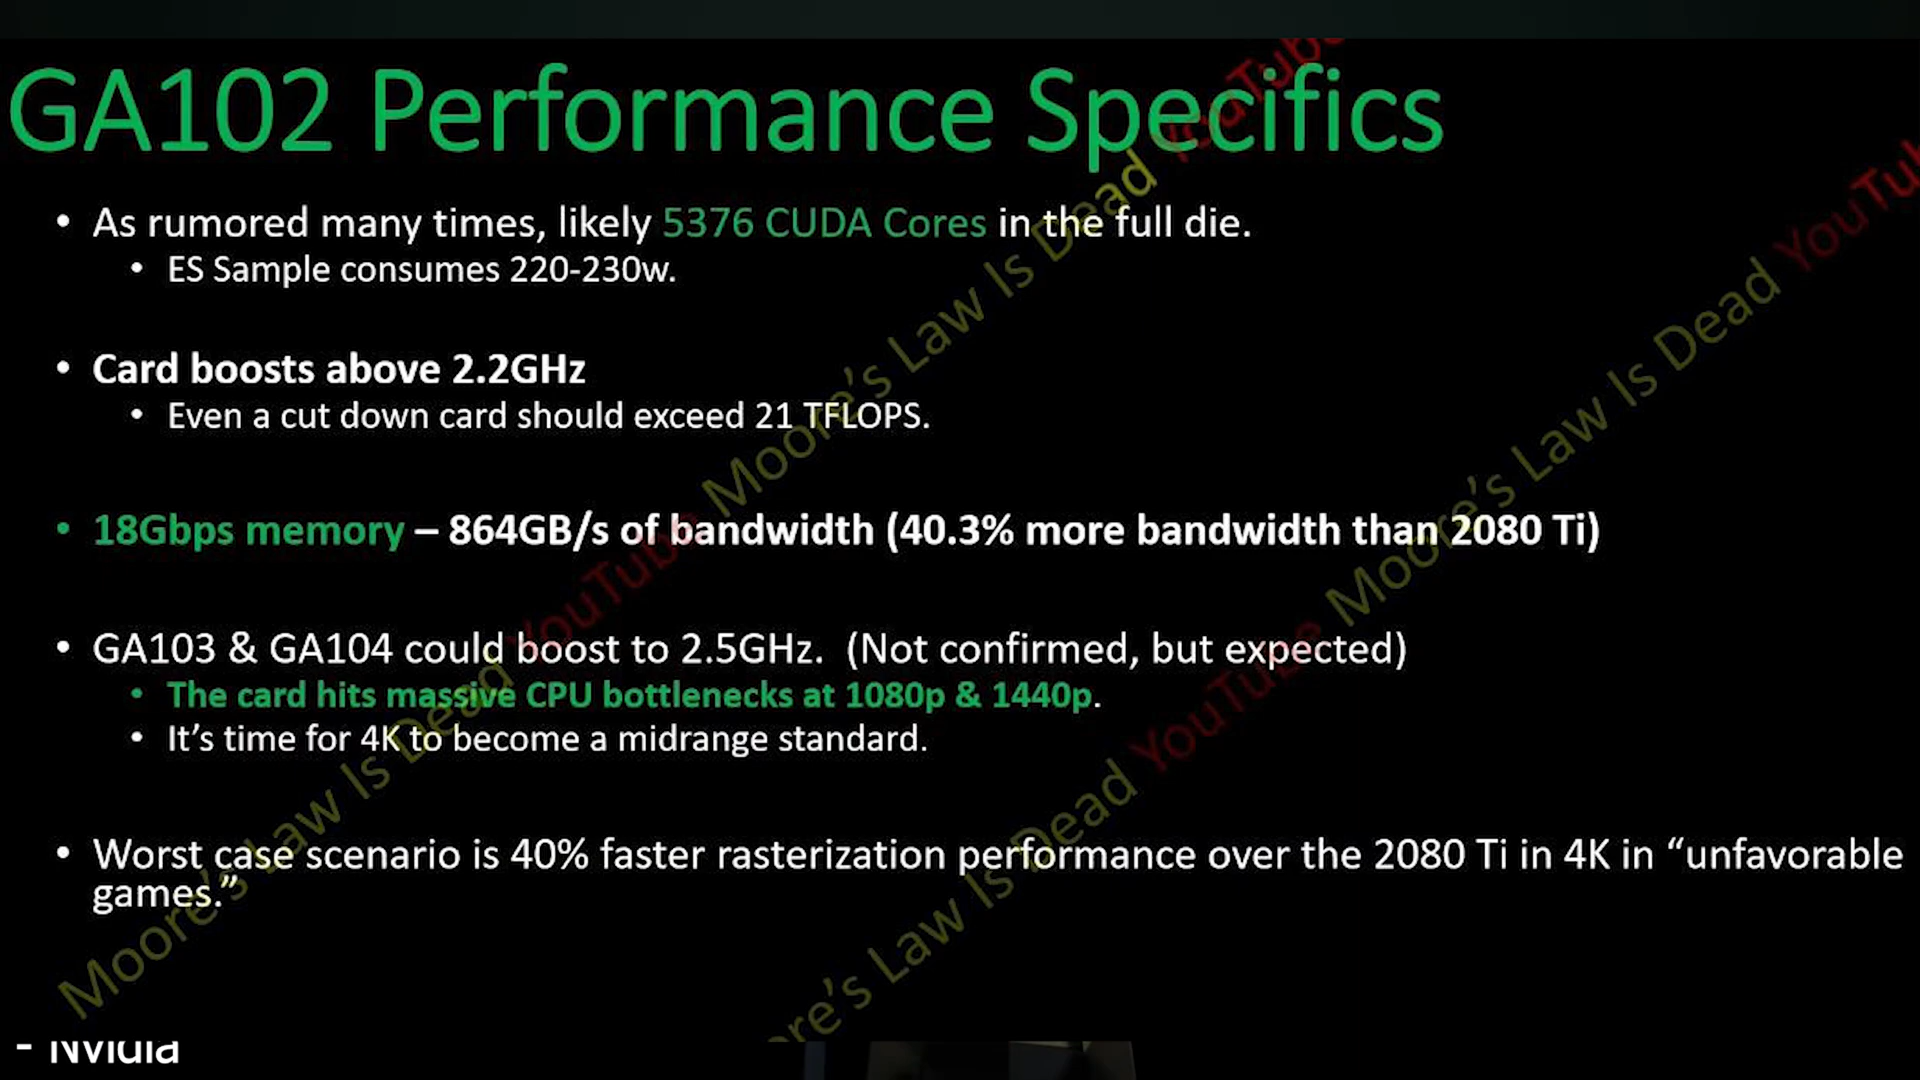 GA102 Performance Specifics
• As rumored many times, likely 5376 CUDA Cores in the full die.
• ES Sample consumes 220-230w.
• Card boosts above 2.2GHz
• Even a cut down card should exceed 21 TFLOPS.
• 18Gbps memory – 864GB/s of bandwidth (40.3% more bandwidth than 2080 Ti)
• GA103 & GA104 could boost to 2.5GHz.  (Not confirmed, but expected)
• The card hits massive CPU bottlenecks at 1080p & 1440p.
• It’s time for 4K to become a midrange standard.
• Worst case scenario is 40% faster rasterization performance over the 2080 Ti in 4K in “unfavorable
games.”
Moore’s Law Is Dead YouTube Moore’s Law Is Dead YouTube
re’s Law Is Dead YouTube Moore’s Law Is Dead YouTub
- Nvidia